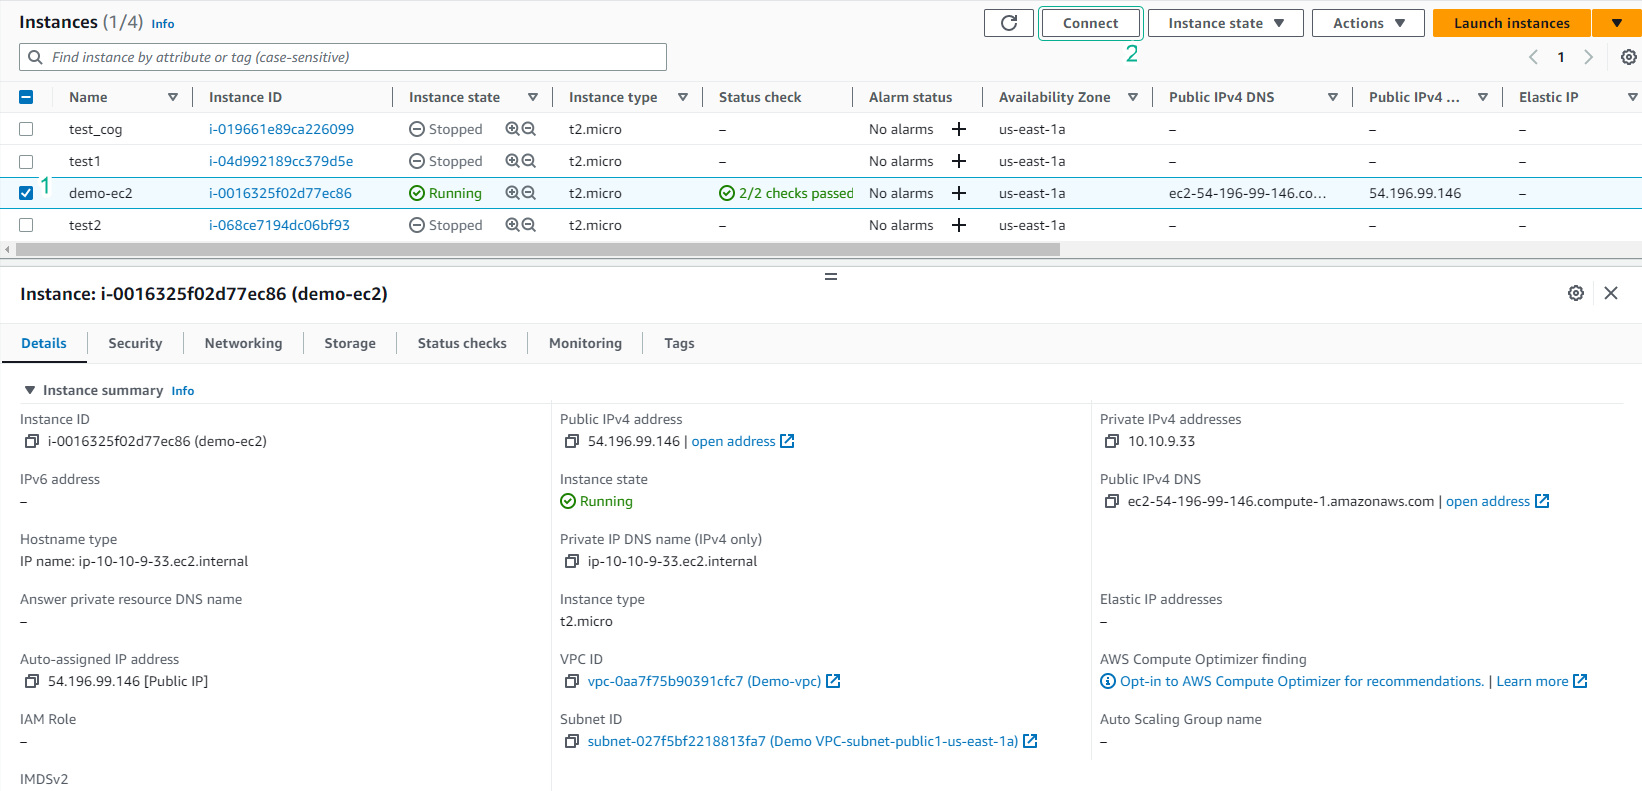 Instances (1/4) Info Connect Instance state Actions Launch instances
2
Find instance by attribute or tag (case-sensitive) 1
Name Instance ID Instance state Instance type Status check Alarm status Availability Zone Public IPv4 DNS Public IPv4 ... Elastic IP
test_cog i-019661e89ca226099 Stopped t2.micro – No alarms + us-east-1a – – –
test1 i-04d992189cc379d5e Stopped t2.micro – No alarms + us-east-1a – – –
1 demo-ec2 i-0016325f02d77ec86 Running t2.micro 2/2 checks passed No alarms + us-east-1a ec2-54-196-99-146.co... 54.196.99.146 –
test2 i-068ce7194dc06bf93 Stopped t2.micro – No alarms + us-east-1a – – –
Instance: i-0016325f02d77ec86 (demo-ec2)
Details Security Networking Storage Status checks Monitoring Tags
Instance summary Info
Instance ID Public IPv4 address Private IPv4 addresses
i-0016325f02d77ec86 (demo-ec2) 54.196.99.146 | open address 10.10.9.33
IPv6 address Instance state Public IPv4 DNS
– Running ec2-54-196-99-146.compute-1.amazonaws.com | open address
Hostname type Private IP DNS name (IPv4 only)
IP name: ip-10-10-9-33.ec2.internal ip-10-10-9-33.ec2.internal
Answer private resource DNS name Instance type Elastic IP addresses
– t2.micro –
Auto-assigned IP address VPC ID AWS Compute Optimizer finding
54.196.99.146 [Public IP] vpc-0aa7f75b90391cfc7 (Demo-vpc) Opt-in to AWS Compute Optimizer for recommendations. | Learn more
IAM Role Subnet ID Auto Scaling Group name
– subnet-027f5bf2218813fa7 (Demo VPC-subnet-public1-us-east-1a) –
IMDSv2